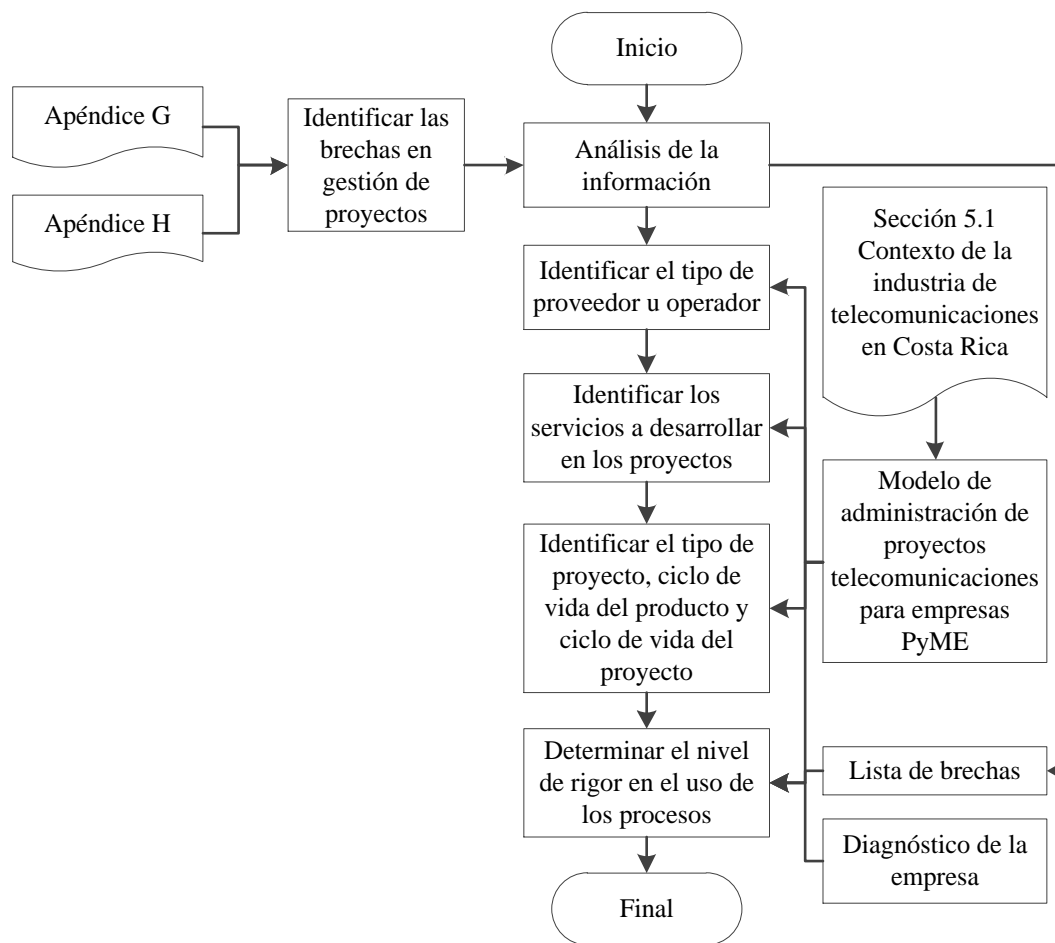 Inicio
Apéndice G
Apéndice H
Identificar las
brechas en
gestión de
proyectos
Análisis de la
información
Sección 5.1
Contexto de la
industria de
telecomunicaciones
en Costa Rica
Identificar el tipo de
proveedor u operador
Identificar los
servicios a desarrollar
en los proyectos
Modelo de
administración de
proyectos
telecomunicaciones
para empresas
PyME
Identificar el tipo de
proyecto, ciclo de
vida del producto y
ciclo de vida del
proyecto
Determinar el nivel
de rigor en el uso de
los procesos
Lista de brechas
Diagnóstico de la
empresa
Final